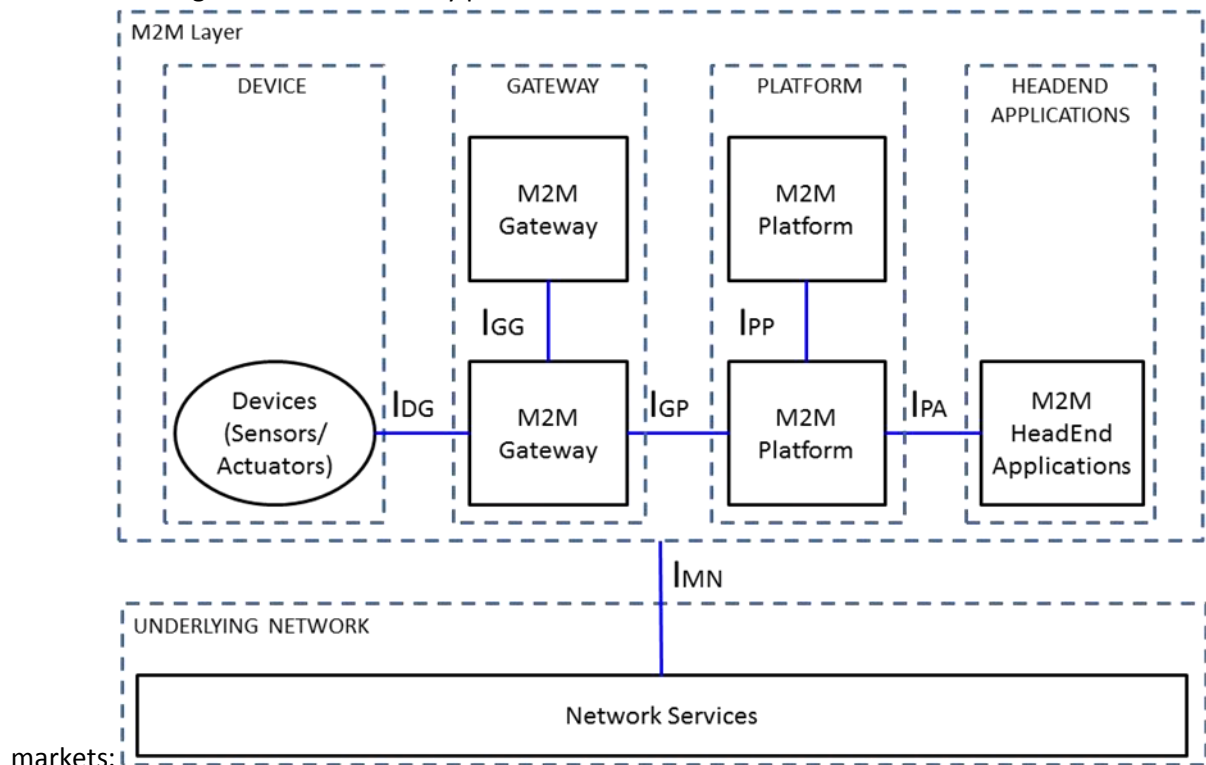 M2M Layer
DEVICE
GATEWAY
PLATFORM
HEADEND
APPLICATIONS
M2M
Gateway
M2M
Platform
IGG
IPP
Devices
(Sensors/
Actuators)
IDG
M2M
Gateway
IGP
M2M
Platform
IPA
M2M
HeadEnd
Applications
IMN
UNDERLYING NETWORK
Network Services
markets: